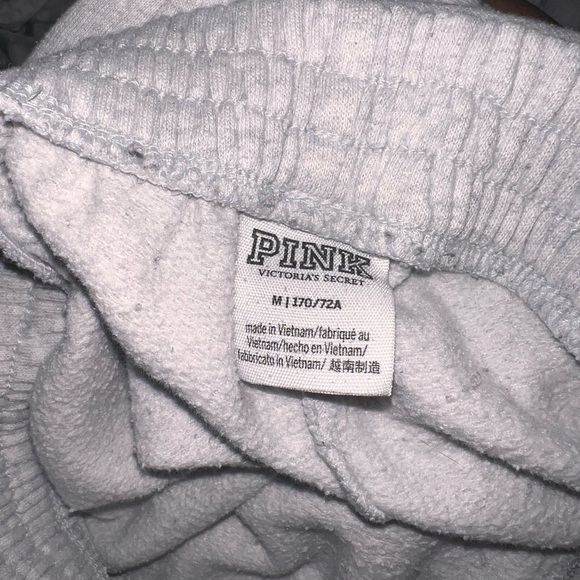 PINK
VICTORIA'S SECRET
M | 170/72A
made in Vietnam/fabriqué au
Vietnam/hecho en Vietnam/
fabbricato in Vietnam/ 越南制造